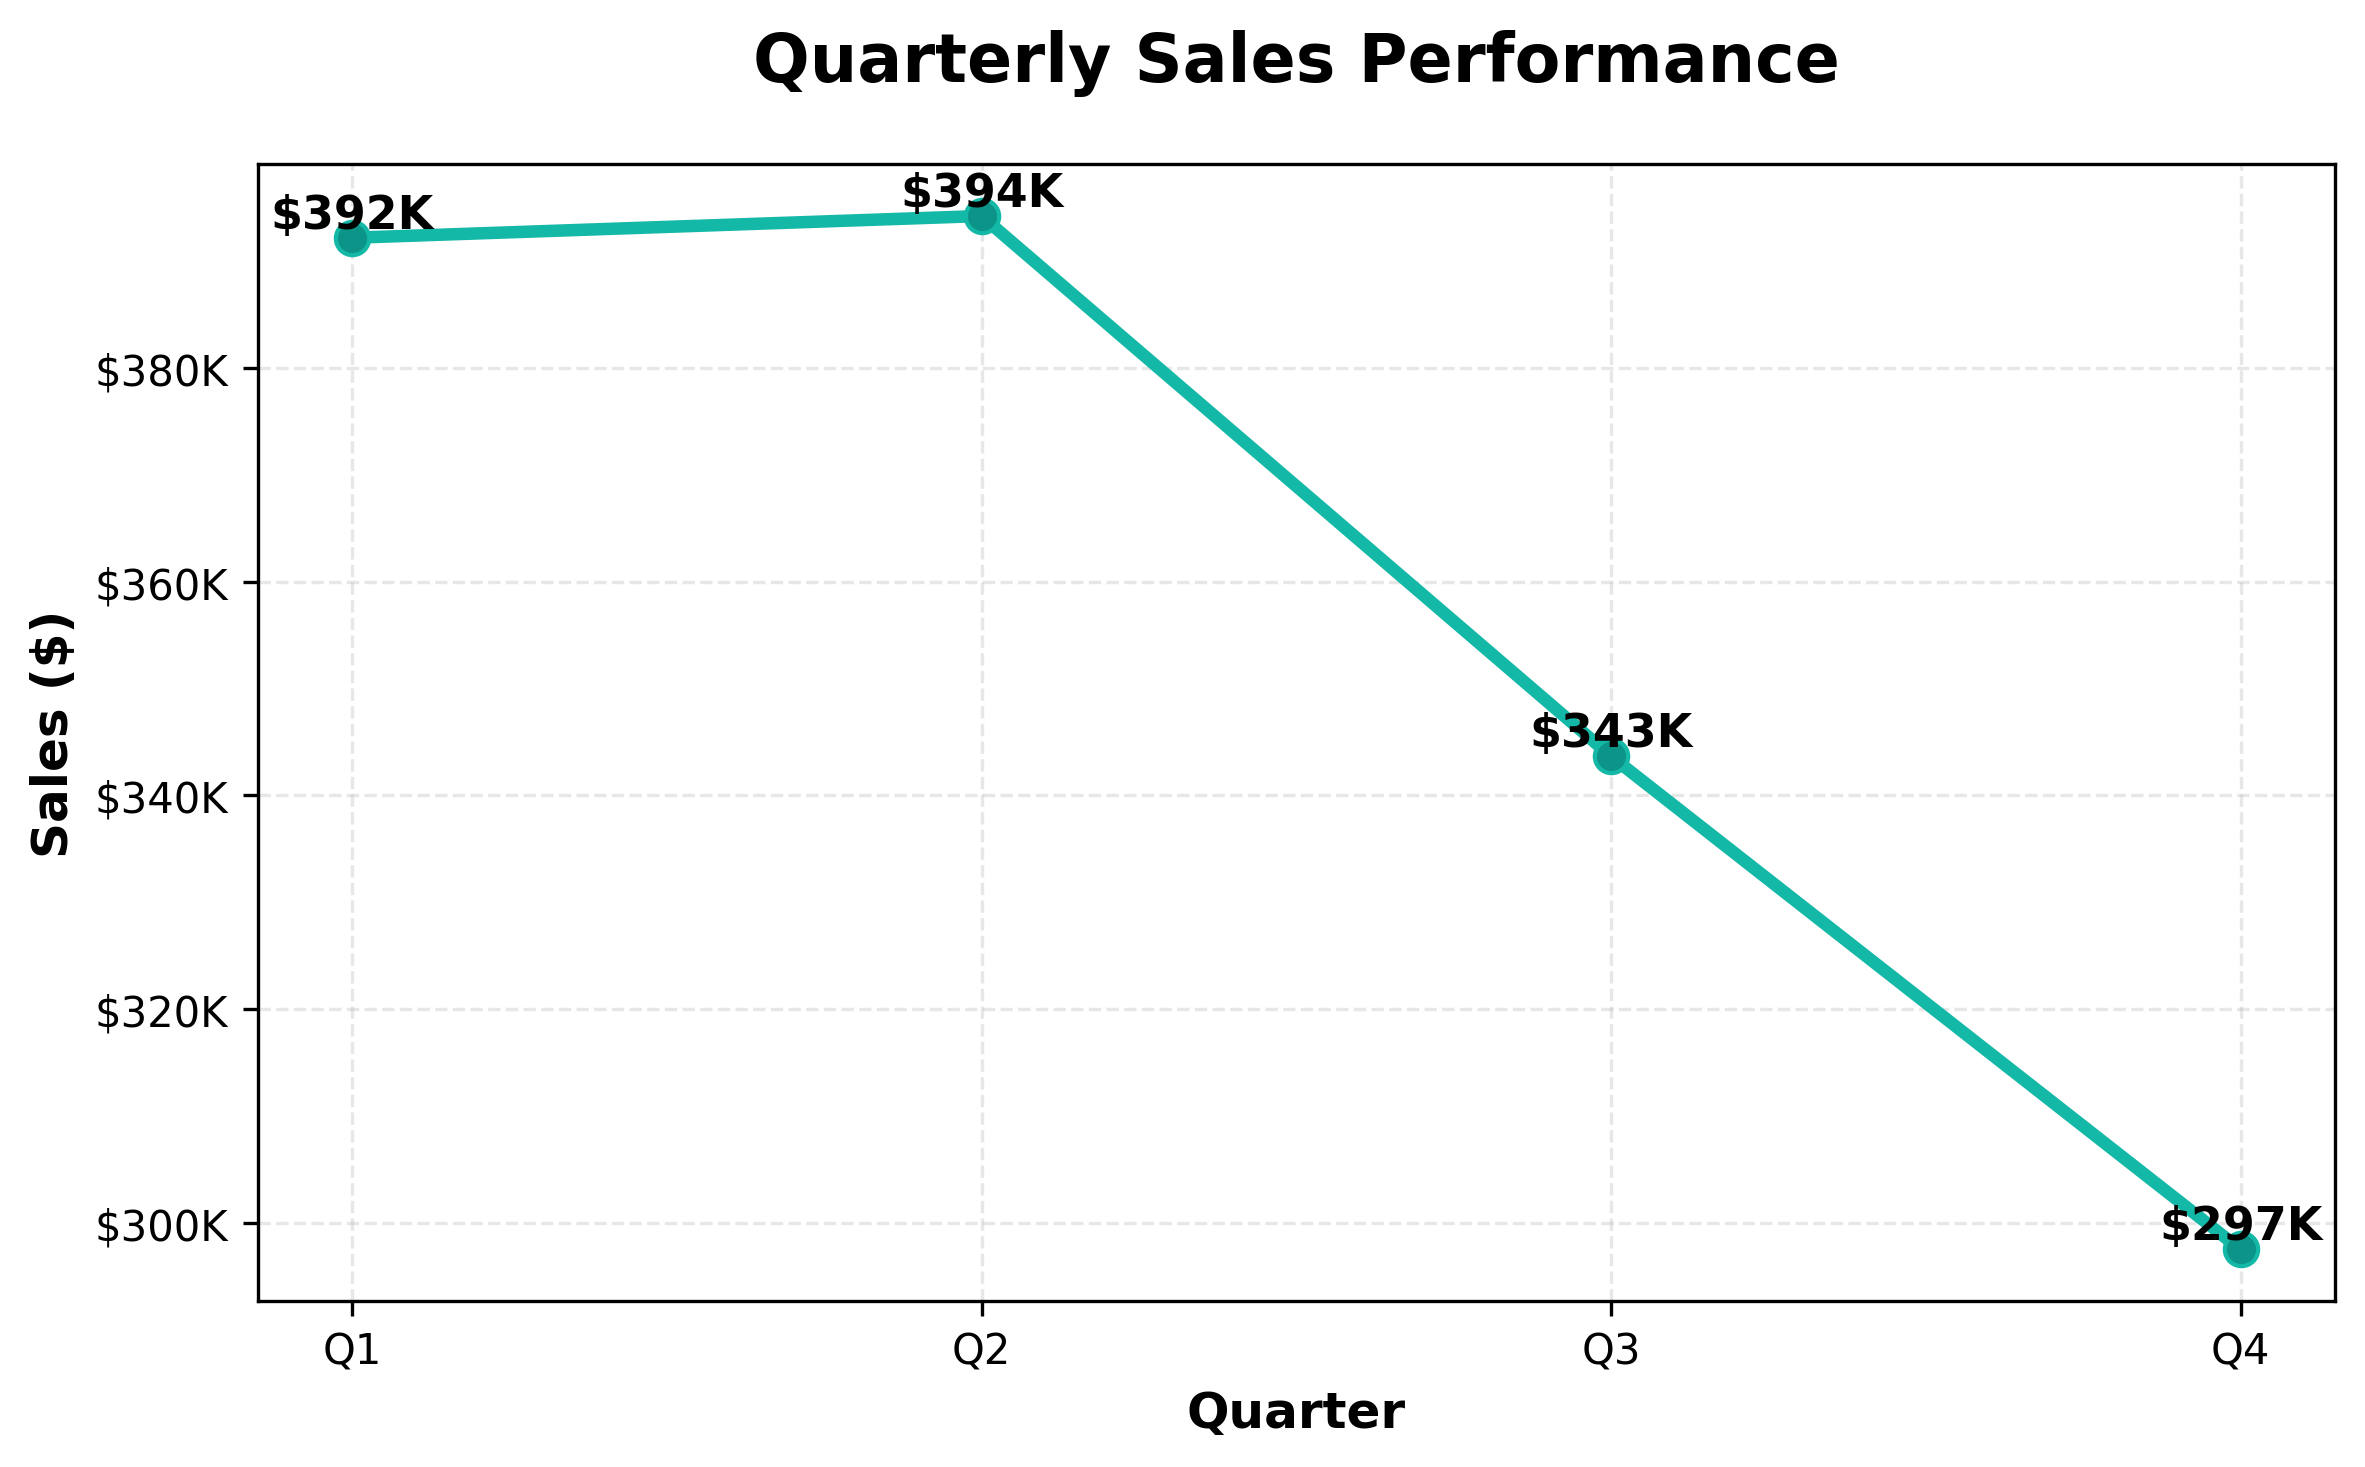 Quarterly Sales Performance
$392K
$394K
$343K
$297K
$380K
$360K
$340K
$320K
$300K
Sales ($)
Q1
Q2
Q3
Q4
Quarter